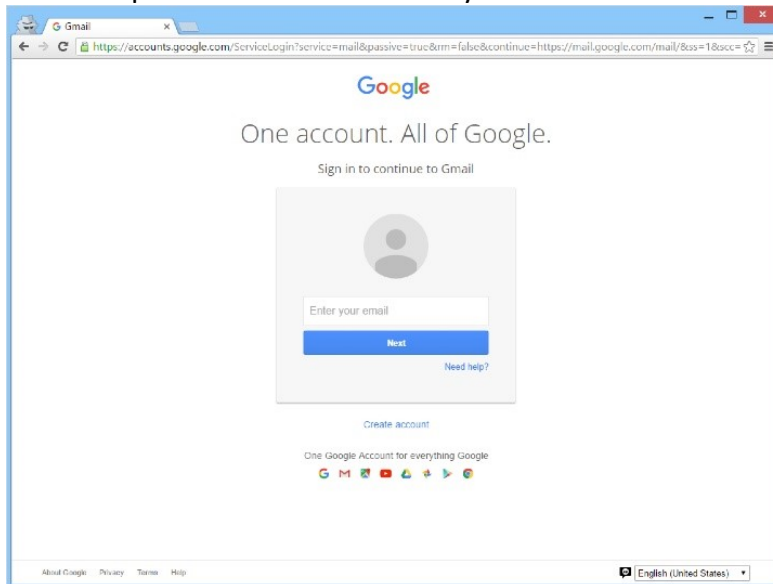 G Gmail
https://accounts.google.com/ServiceLogin?service=mail&passive=true&rm=false&continue=https://mail.google.com/mail/&ss=1&scc=
Google
One account. All of Google.
Sign in to continue to Gmail
Enter your email
Next
Need help?
Create account
One Google Account for everything Google
About Google Privacy Terms Help English (United States)